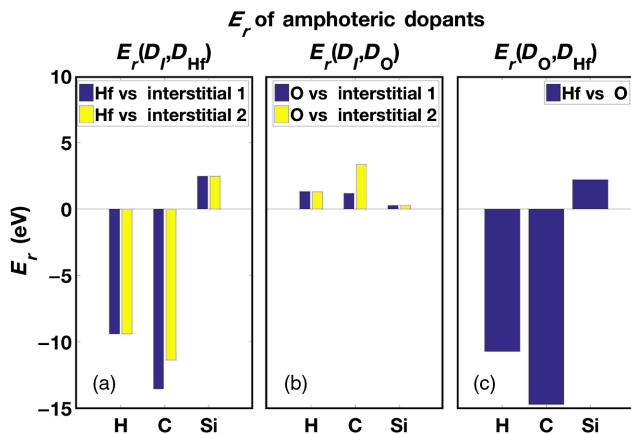 E_r of amphoteric dopants
E_r(D_I,D_Hf)
E_r(D_I,D_O)
E_r(D_O,D_Hf)
E_r (eV)
10
5
0
−5
−10
−15
Hf vs interstitial 1
Hf vs interstitial 2
(a)
H C Si
O vs interstitial 1
O vs interstitial 2
(b)
H C Si
Hf vs O
(c)
H C Si